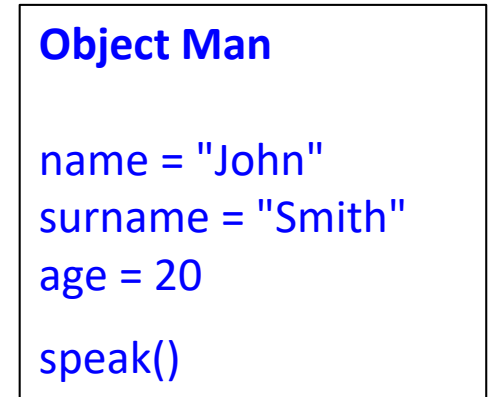 Object Man
name = "John"
surname = "Smith"
age = 20
speak()